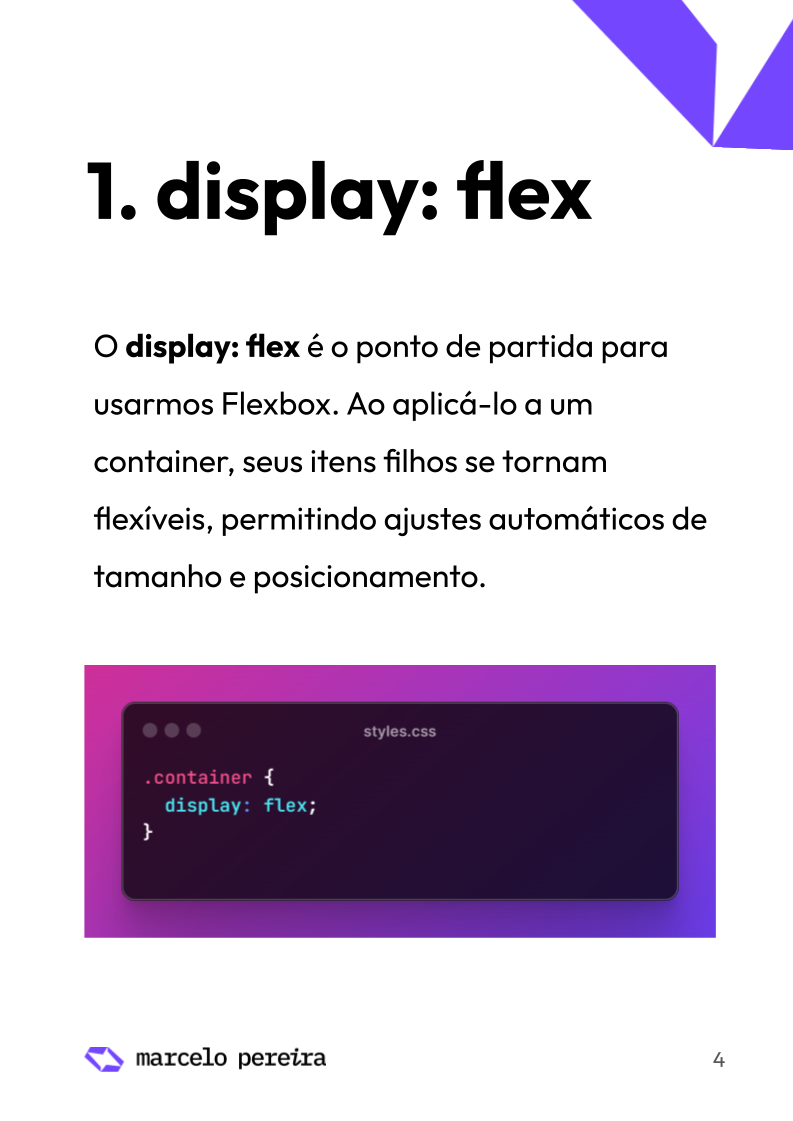 1. display: flex
O display: flex é o ponto de partida para
usarmos Flexbox. Ao aplicá-lo a um
container, seus itens filhos se tornam
flexíveis, permitindo ajustes automáticos de
tamanho e posicionamento.
styles.css
.container {
  display: flex;
}
marcelo pereira
4